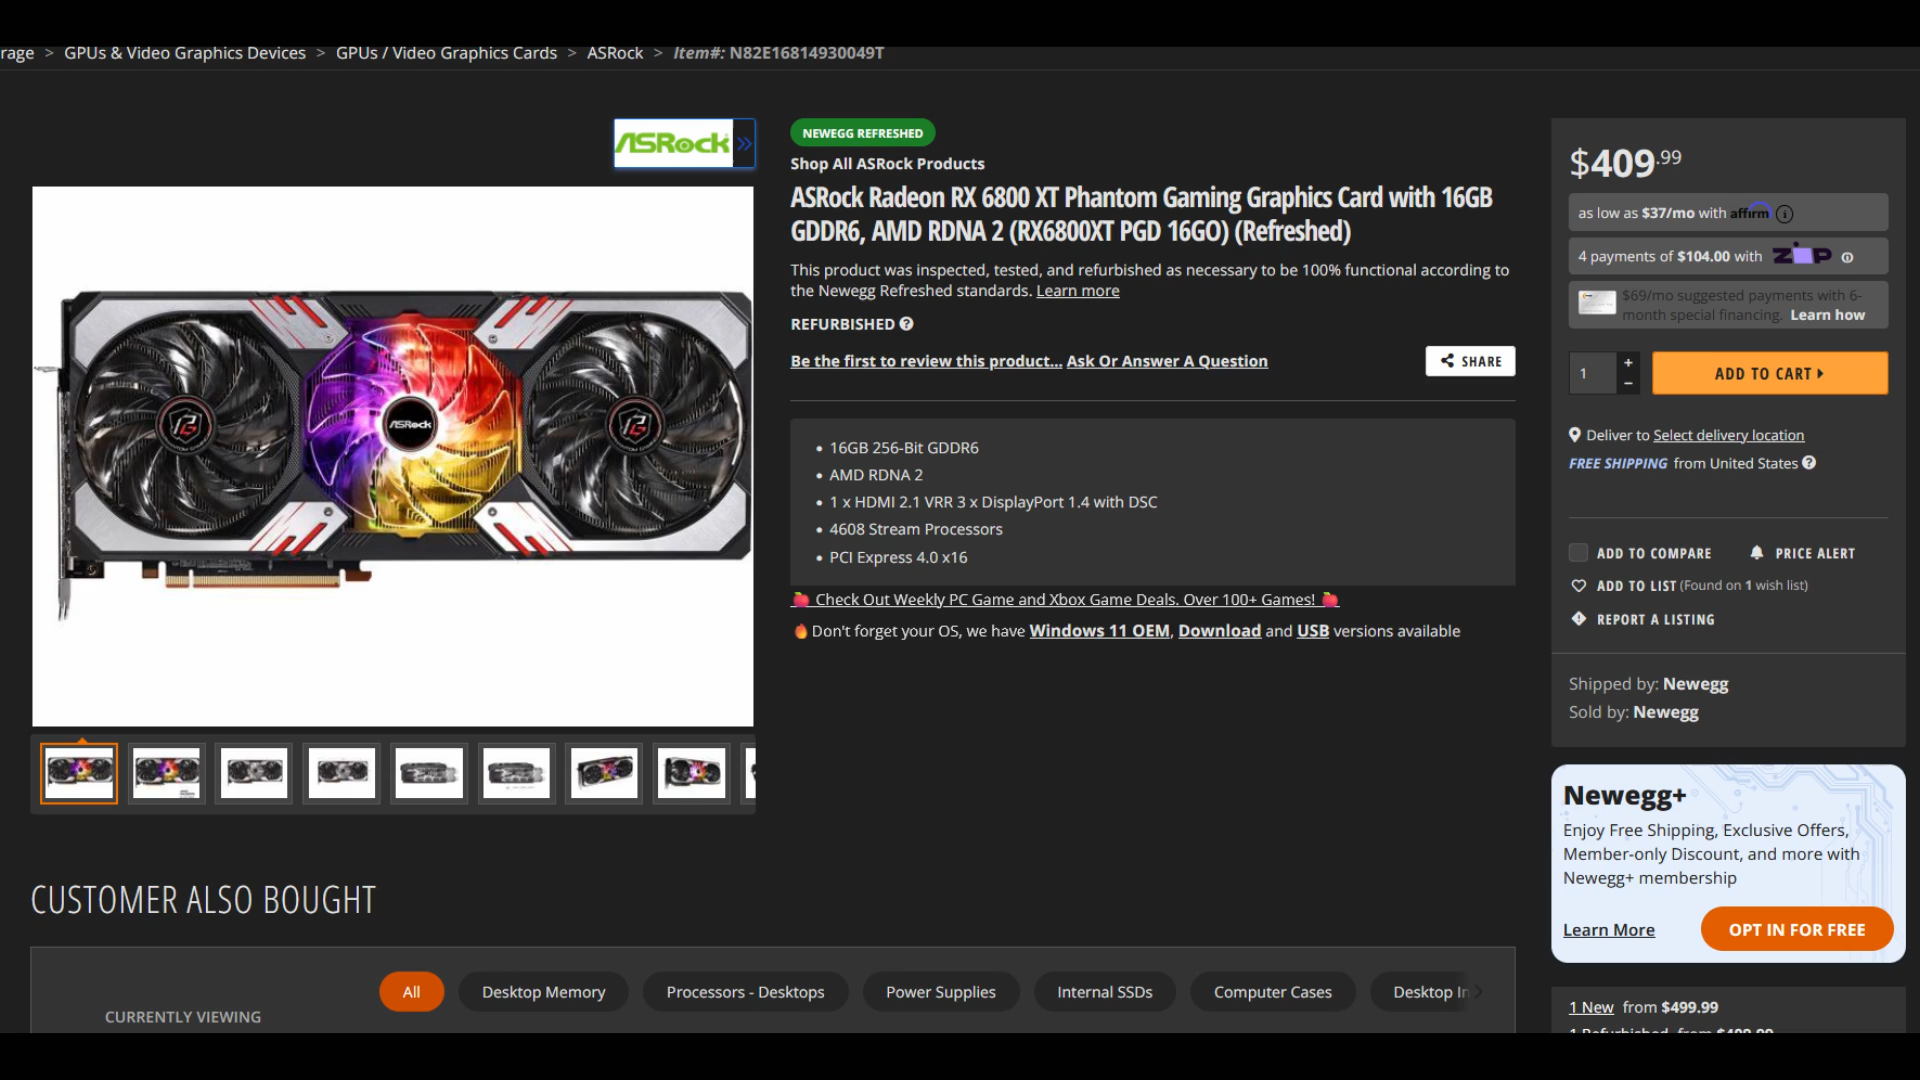 rage > GPUs & Video Graphics Devices > GPUs / Video Graphics Cards > ASRock > Item#: N82E16814930049T
ASRock
NEWEGG REFRESHED
Shop All ASRock Products
ASRock Radeon RX 6800 XT Phantom Gaming Graphics Card with 16GB
GDDR6, AMD RDNA 2 (RX6800XT PGD 16GO) (Refreshed)
This product was inspected, tested, and refurbished as necessary to be 100% functional according to
the Newegg Refreshed standards. Learn more
REFURBISHED
Be the first to review this product... Ask Or Answer A Question
SHARE
16GB 256-Bit GDDR6
AMD RDNA 2
1 x HDMI 2.1 VRR 3 x DisplayPort 1.4 with DSC
4608 Stream Processors
PCI Express 4.0 x16
Check Out Weekly PC Game and Xbox Game Deals. Over 100+ Games!
Don't forget your OS, we have Windows 11 OEM, Download and USB versions available
ASRock
$409.99
as low as $37/mo with affirm
4 payments of $104.00 with ZIP
$69/mo suggested payments with 6-
month special financing. Learn how
1 + −
ADD TO CART
Deliver to Select delivery location
FREE SHIPPING from United States
ADD TO COMPARE
PRICE ALERT
ADD TO LIST (Found on 1 wish list)
REPORT A LISTING
Shipped by: Newegg
Sold by: Newegg
Newegg+
Enjoy Free Shipping, Exclusive Offers,
Member-only Discount, and more with
Newegg+ membership
Learn More
OPT IN FOR FREE
1 New from $499.99
CUSTOMER ALSO BOUGHT
All
Desktop Memory
Processors - Desktops
Power Supplies
Internal SSDs
Computer Cases
Desktop In
CURRENTLY VIEWING